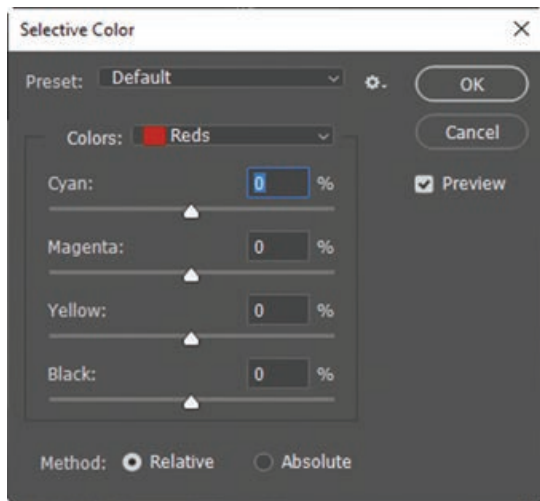 Selective Color
Preset: Default
OK
Colors: Reds
Cancel
Cyan: 0 %
Preview
Magenta: 0 %
Yellow: 0 %
Black: 0 %
Method: Relative Absolute